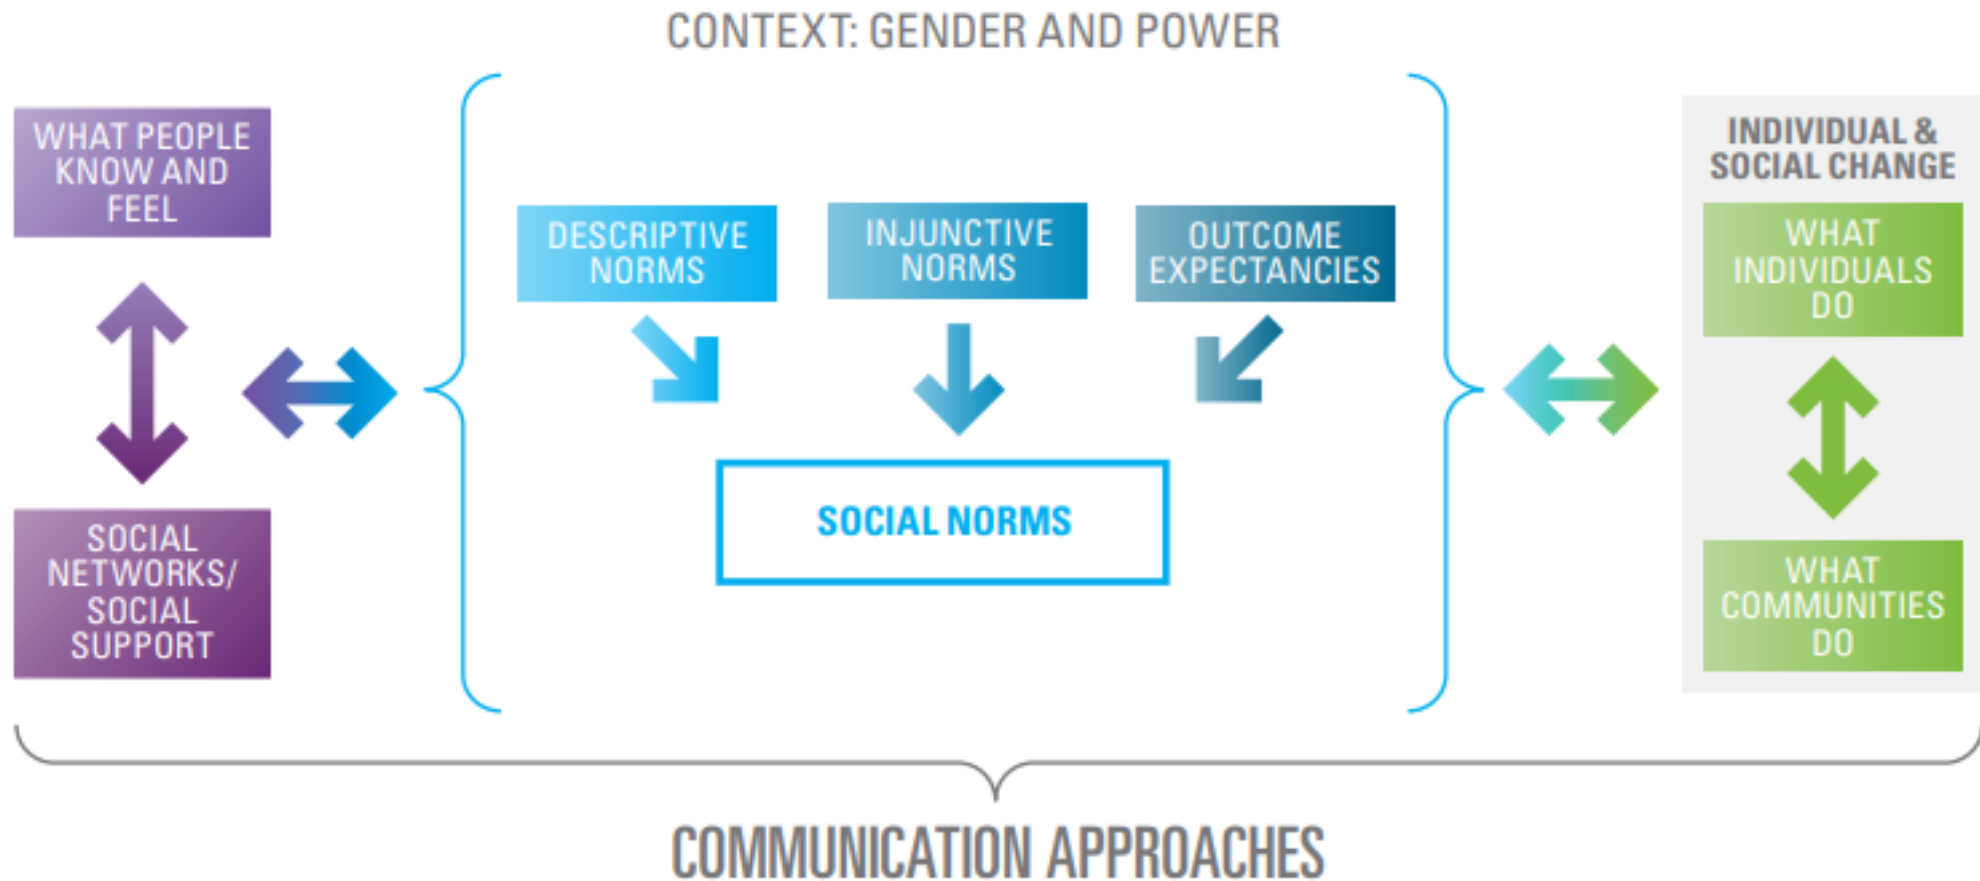 CONTEXT: GENDER AND POWER
WHAT PEOPLE
KNOW AND
FEEL
SOCIAL
NETWORKS/
SOCIAL
SUPPORT
DESCRIPTIVE
NORMS
INJUNCTIVE
NORMS
OUTCOME
EXPECTANCIES
SOCIAL NORMS
INDIVIDUAL &
SOCIAL CHANGE
WHAT
INDIVIDUALS
DO
WHAT
COMMUNITIES
DO
COMMUNICATION APPROACHES